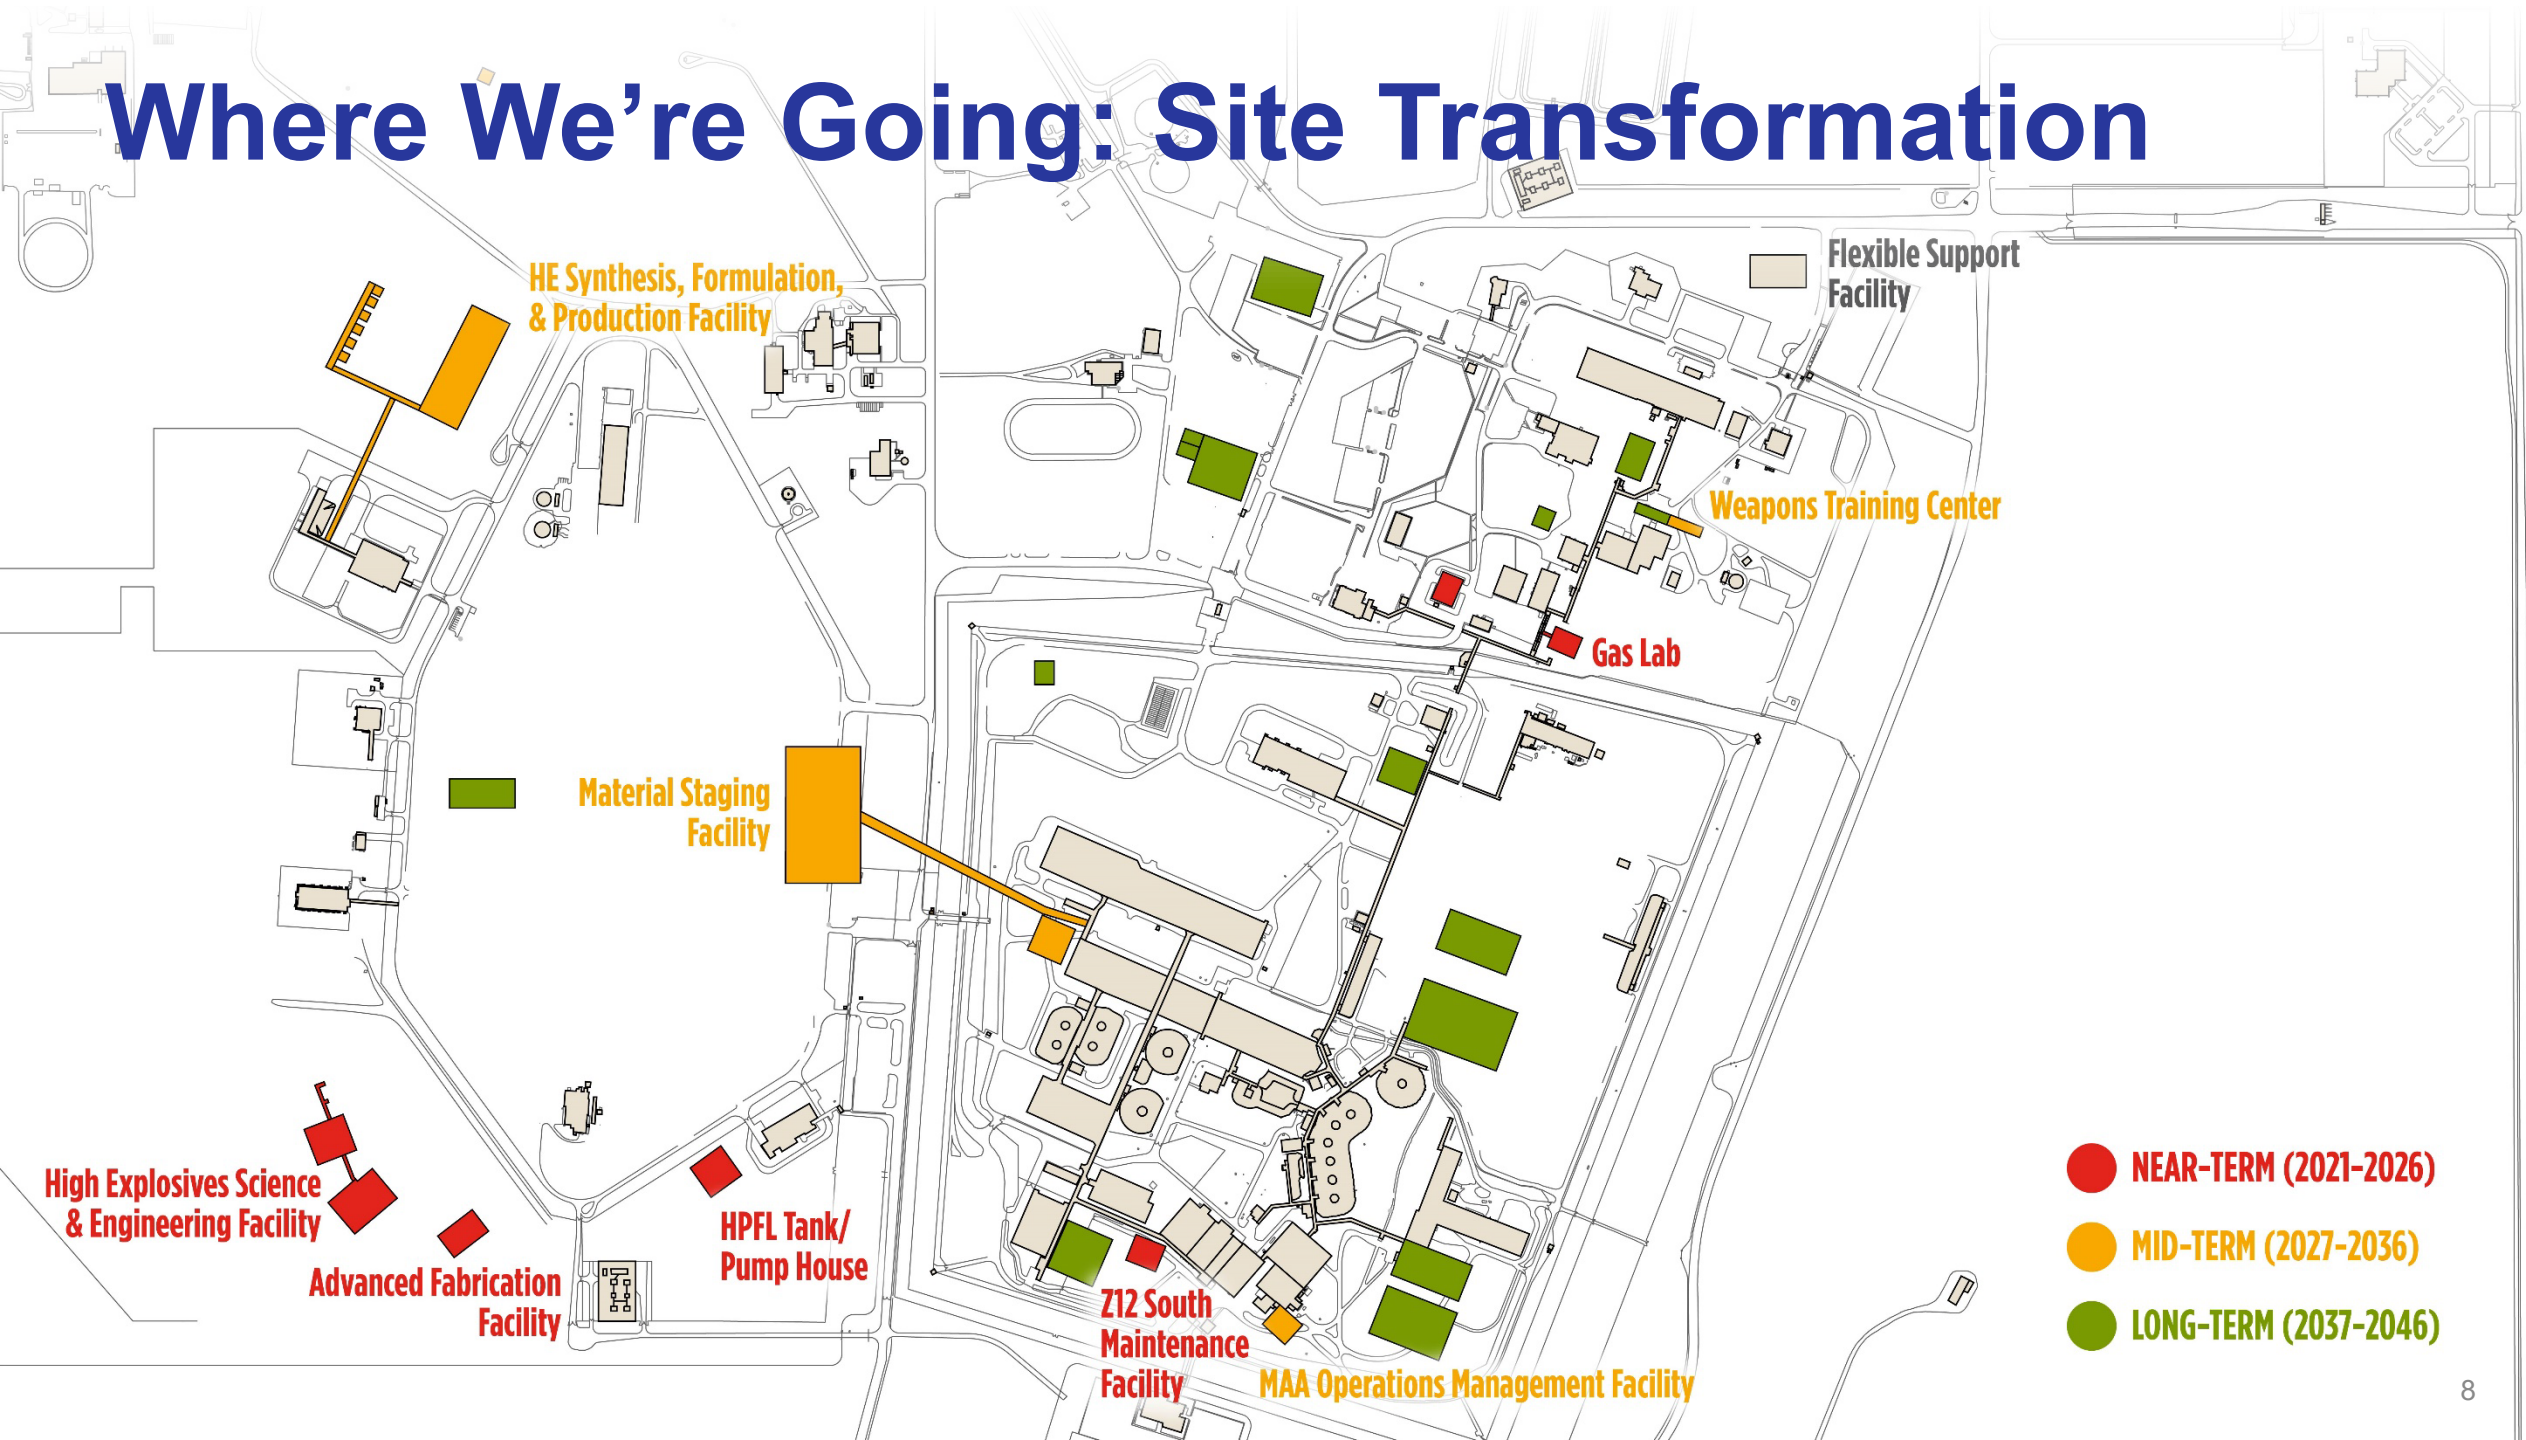 Where We’re Going: Site Transformation
HE Synthesis, Formulation,
& Production Facility
Flexible Support
Facility
Weapons Training Center
Gas Lab
Material Staging
Facility
High Explosives Science
& Engineering Facility
Advanced Fabrication
Facility
HPFL Tank/
Pump House
Z12 South
Maintenance
Facility
MAA Operations Management Facility
NEAR-TERM (2021-2026)
MID-TERM (2027-2036)
LONG-TERM (2037-2046)
8